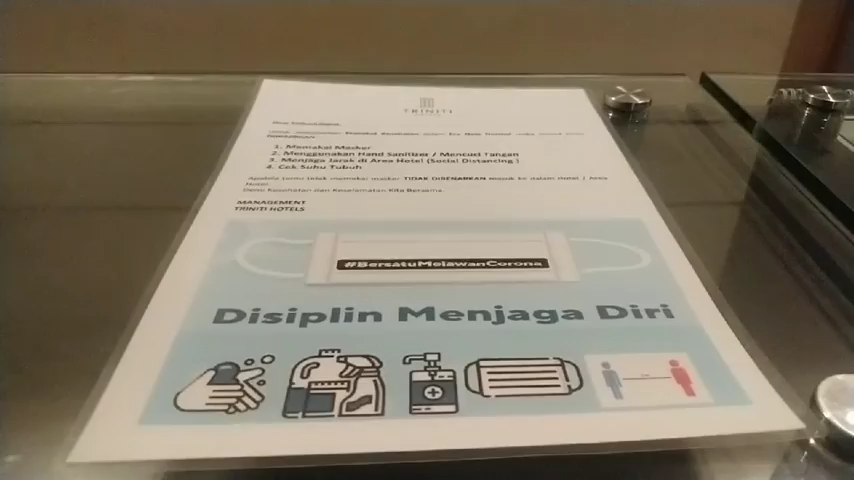 TRINITI
1. Memakai Masker
2. Menggunakan Hand Sanitizer / Mencuci Tangan
3. Menjaga Jarak di Area Hotel (Social Distancing )
4. Cek Suhu Tubuh
Apabila tamu tidak memakai masker TIDAK DIBENARKAN masuk ke dalam Hotel / Area
Hotel.
Demi Kesehatan dan Keselamatan Kita Bersama.
MANAGEMENT
TRINITI HOTELS
#BersatuMelawanCorona
Disiplin Menjaga Diri